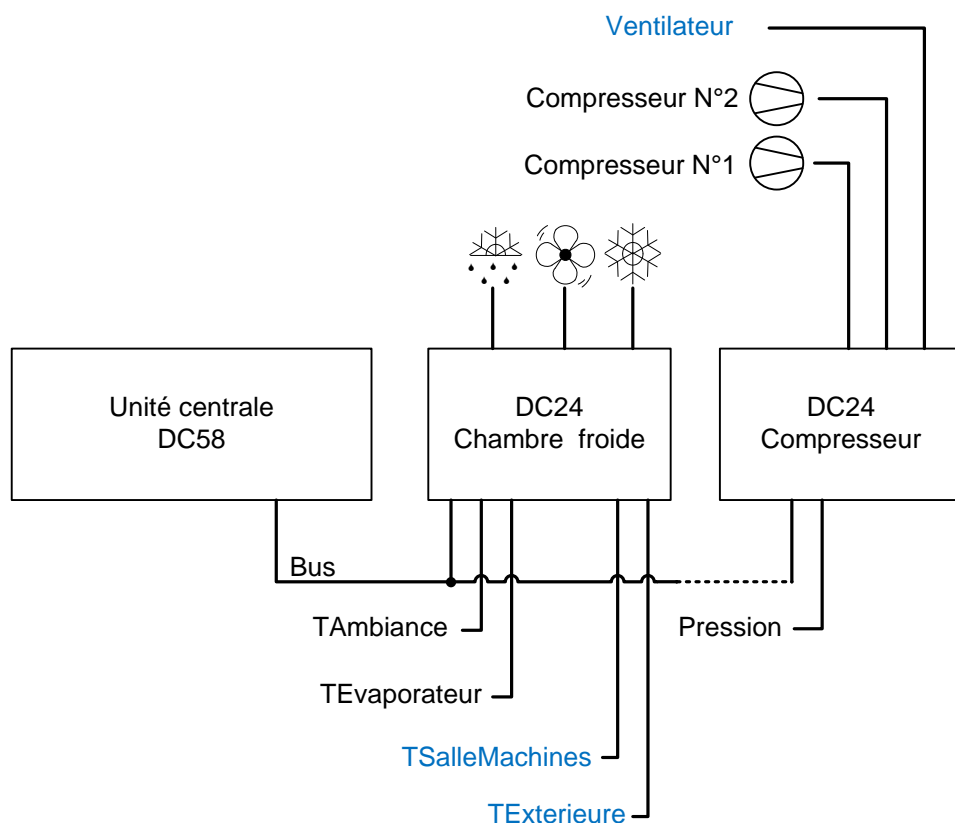 Ventilateur
Compresseur N°2
Compresseur N°1
Unité centrale
DC58
DC24
Chambre froide
DC24
Compresseur
Bus
TAmbiance
Pression
TEvaporateur
TSalleMachines
TExterieure